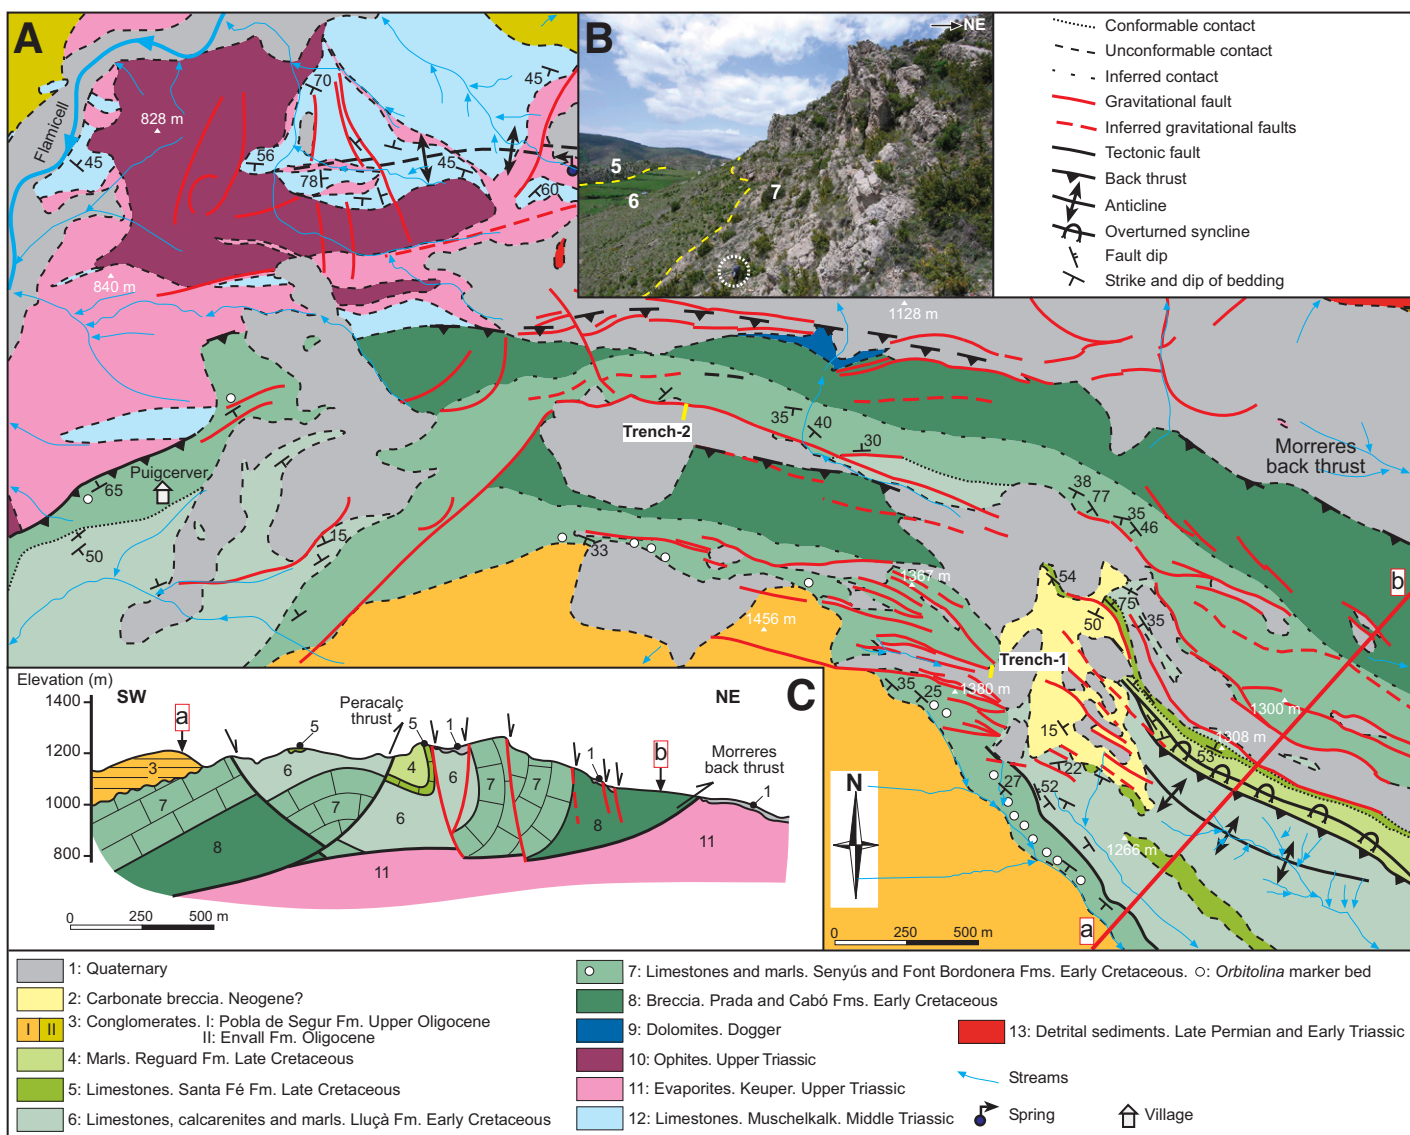 A
Flamicell
828 m
70
45
45
56
78
45
60
840 m
B
NE
5
6
7
Conformable contact
Unconformable contact
Inferred contact
Gravitational fault
Inferred gravitational faults
Tectonic fault
Back thrust
Anticline
Overturned syncline
Fault dip
Strike and dip of bedding
1128 m
Trench-2
35
40
30
Morreres
back thrust
Puigcerver
65
50
15
33
38
77
35
46
1367 m
54
75
50
35
b
1456 m
Trench-1
35
25
1380 m
1300 m
1308 m
15
53
22
27
52
1266 m
a
N
0 250 500 m
C
Elevation (m)
SW
NE
1400
1200
1000
800
a
Peracalç
thrust
5
5
1
1
b
Morreres
back thrust
3
6
4
6
7
7
7
7
6
8
8
11
11
1
0 250 500 m
1: Quaternary
2: Carbonate breccia. Neogene?
I II 3: Conglomerates. I: Pobla de Segur Fm. Upper Oligocene
II: Envall Fm. Oligocene
4: Marls. Reguard Fm. Late Cretaceous
5: Limestones. Santa Fé Fm. Late Cretaceous
6: Limestones, calcarenites and marls. Lluçà Fm. Early Cretaceous
7: Limestones and marls. Senyús and Font Bordonera Fms. Early Cretaceous. o: Orbitolina marker bed
8: Breccia. Prada and Cabó Fms. Early Cretaceous
9: Dolomites. Dogger
10: Ophites. Upper Triassic
11: Evaporites. Keuper. Upper Triassic
12: Limestones. Muschelkalk. Middle Triassic
13: Detrital sediments. Late Permian and Early Triassic
Streams
Spring
Village